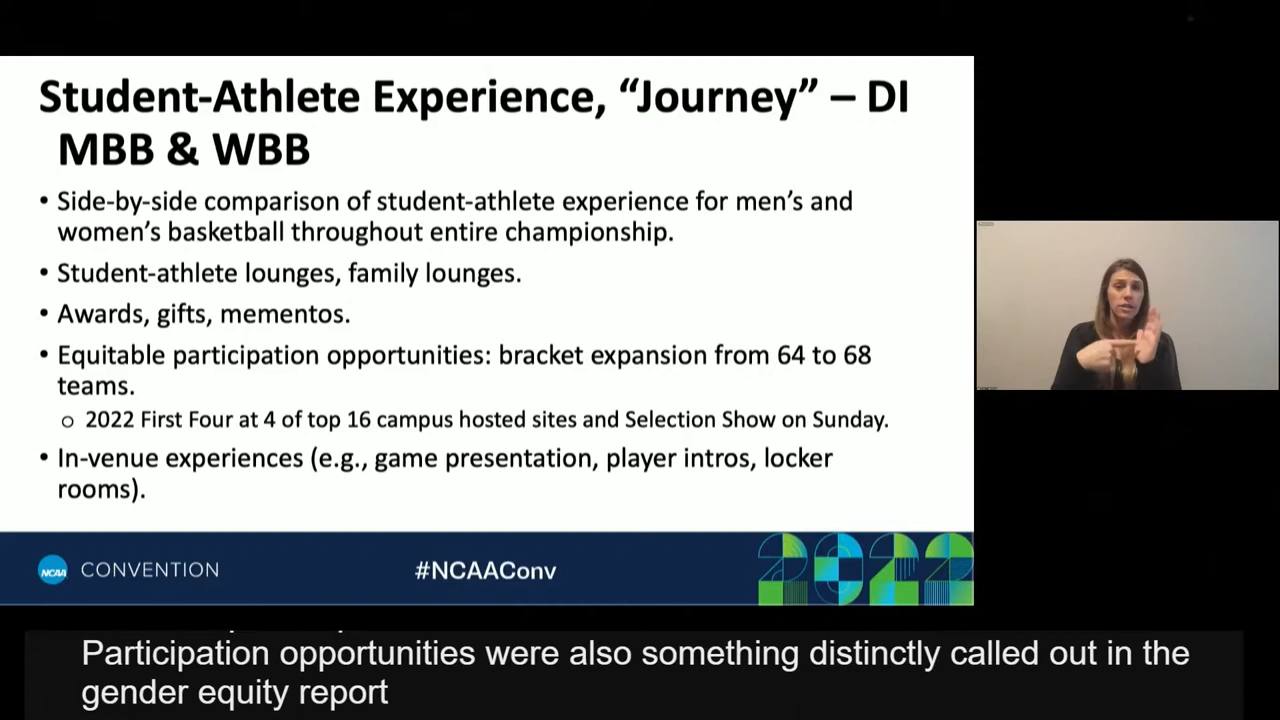 Student-Athlete Experience, “Journey” – DI
MBB & WBB
• Side-by-side comparison of student-athlete experience for men’s and
women’s basketball throughout entire championship.
• Student-athlete lounges, family lounges.
• Awards, gifts, mementos.
• Equitable participation opportunities: bracket expansion from 64 to 68
teams.
o 2022 First Four at 4 of top 16 campus hosted sites and Selection Show on Sunday.
• In-venue experiences (e.g., game presentation, player intros, locker
rooms).
NCAA CONVENTION
#NCAAConv
2022
Participation opportunities were also something distinctly called out in the
gender equity report